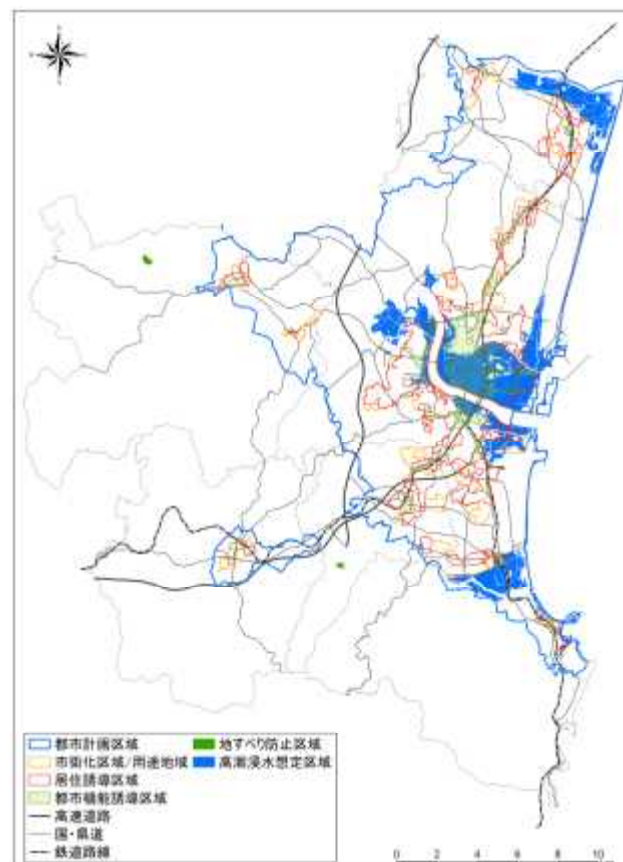 都市計画区域
市街化区域/用途地域
居住誘導区域
都市機能誘導区域
高速道路
国・県道
鉄道路線
地すべり防止区域
高潮浸水想定区域
0 2 4 6 8 10